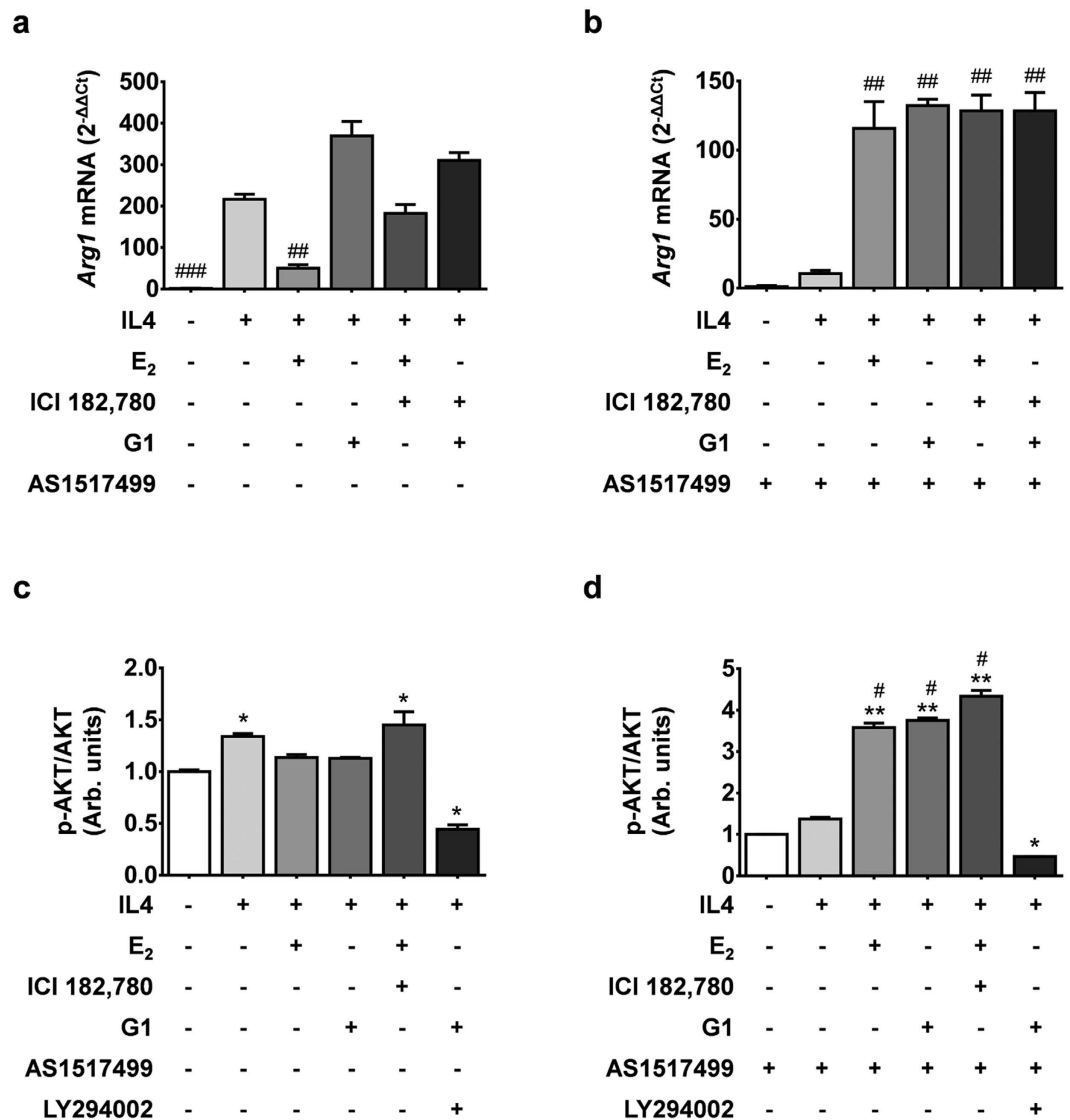 a
Arg1 mRNA (2-ΔΔCt)
500
400
300
200
100
0
###
##
IL4 - + + + + +
E2 - - + - + -
ICI 182,780 - - - - + +
G1 - - - + - +
AS1517499 - - - - - -
b
Arg1 mRNA (2-ΔΔCt)
150
100
50
0
## ## ## ##
IL4 - + + + + +
E2 - - + - + -
ICI 182,780 - - - - + +
G1 - - - + - +
AS1517499 + + + + + +
c
p-AKT/AKT
(Arb. units)
2.0
1.5
1.0
0.5
0.0
* * *
IL4 - + + + + +
E2 - - + - + -
ICI 182,780 - - - - + -
G1 - - - + - +
AS1517499 - - - - - -
LY294002 - - - - - +
d
p-AKT/AKT
(Arb. units)
5
4
3
2
1
0
# # #
** ** ** *
IL4 - + + + + +
E2 - - + - + -
ICI 182,780 - - - - + -
G1 - - - + - +
AS1517499 + + + + + +
LY294002 - - - - - +